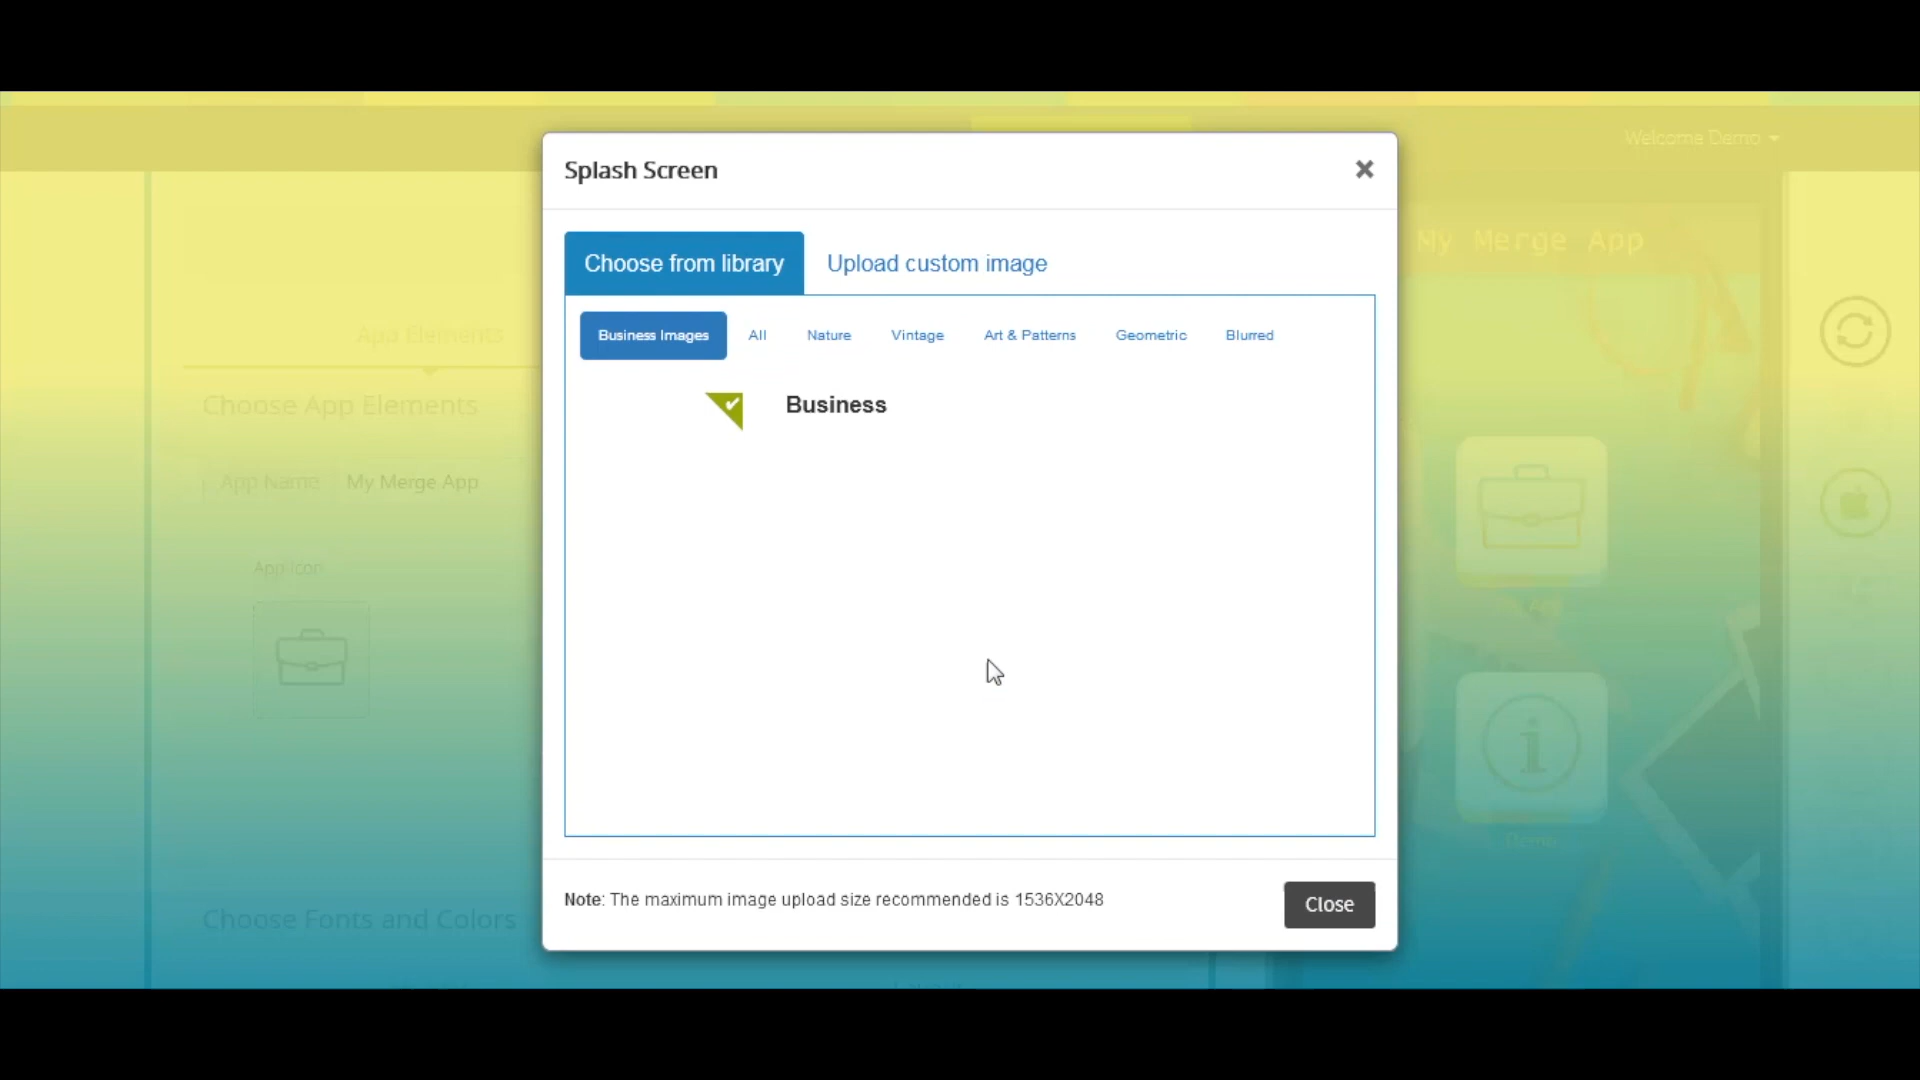 Welcome Demo
Splash Screen
Choose from library
Upload custom image
My Merge App
Business Images
All
Nature
Vintage
Art & Patterns
Geometric
Blurred
App Elements
Business
Choose App Elements
App Name
My Merge App
App Icon
Choose Fonts and Colors
Note: The maximum image upload size recommended is 1536X2048
Close